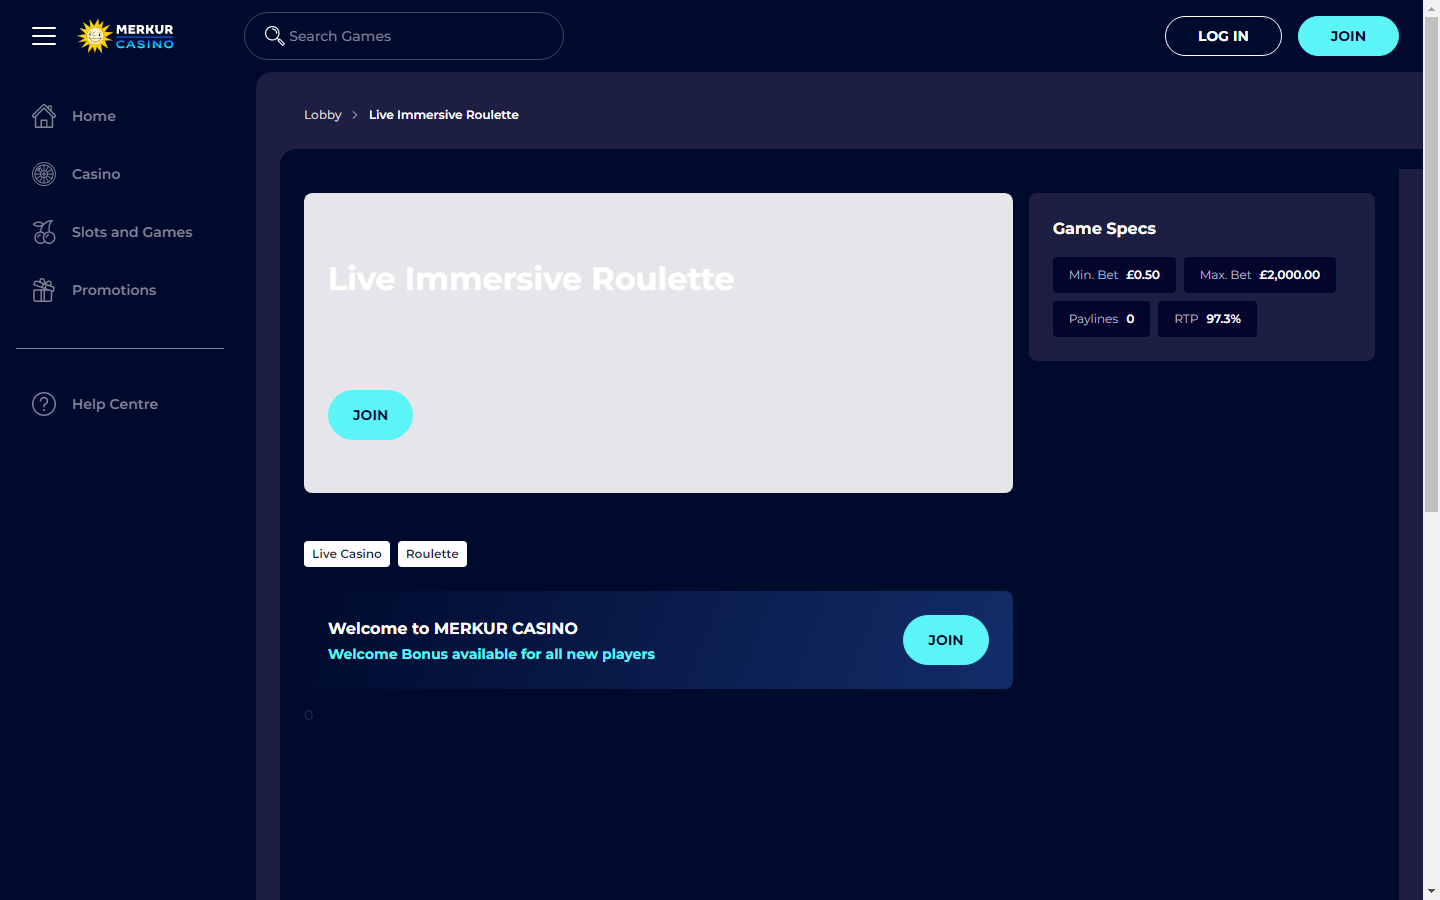 MERKUR
CASINO
Search Games
LOG IN
JOIN
Home
Casino
Slots and Games
Promotions
Help Centre
Lobby > Live Immersive Roulette
Live Immersive Roulette
JOIN
Game Specs
Min. Bet £0.50
Max. Bet £2,000.00
Paylines 0
RTP 97.3%
Live Casino
Roulette
Welcome to MERKUR CASINO
Welcome Bonus available for all new players
JOIN
0